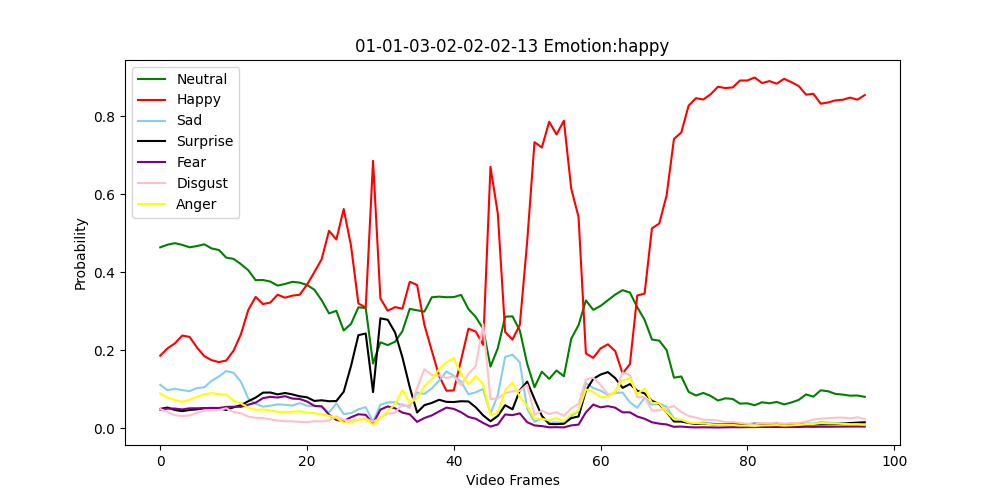 01-01-03-02-02-02-13 Emotion:happy
Neutral
Happy
Sad
Surprise
Fear
Disgust
Anger
Probability
0.8
0.6
0.4
0.2
0.0
0 20 40 60 80 100
Video Frames